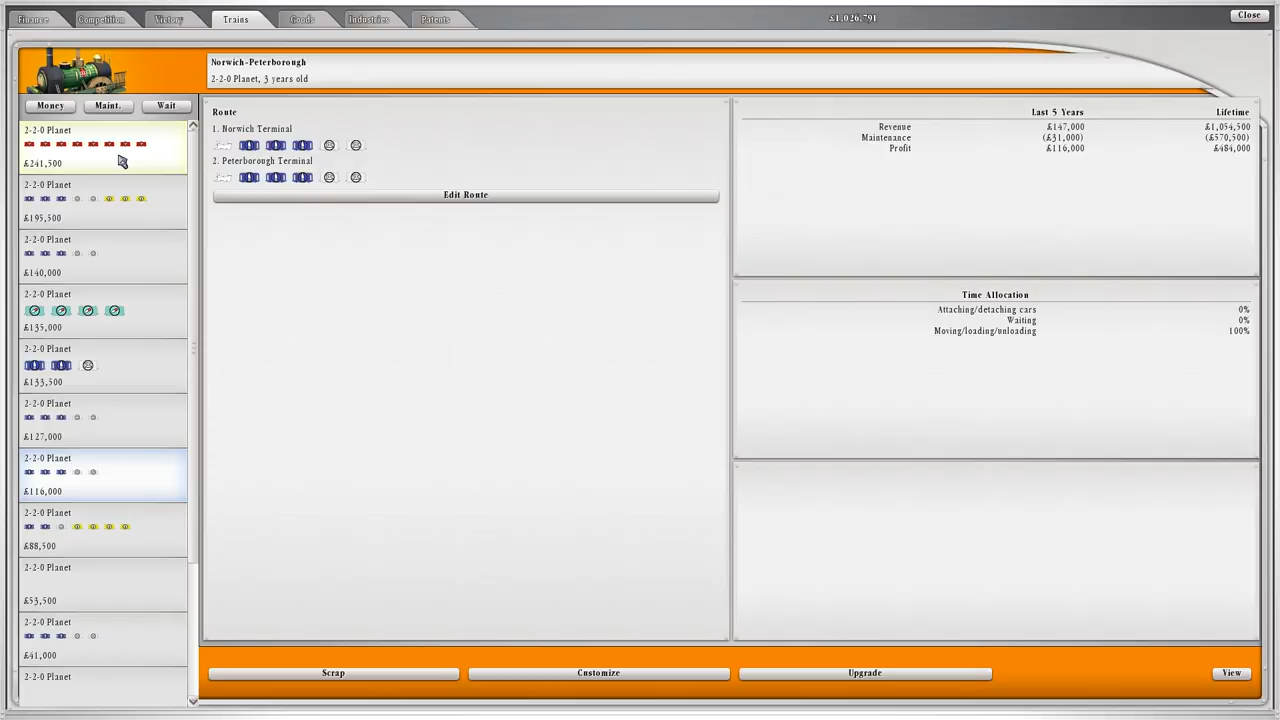 Finance Competition Victory Trains Goods Industries Patents £1,026,791 Close
Norwich-Peterborough
2-2-0 Planet, 3 years old
Money Maint. Wait
2-2-0 Planet
£241,500
2-2-0 Planet
£195,500
2-2-0 Planet
£140,000
2-2-0 Planet
£135,000
2-2-0 Planet
£133,500
2-2-0 Planet
£127,000
2-2-0 Planet
£116,000
2-2-0 Planet
£88,500
2-2-0 Planet
£53,500
2-2-0 Planet
£41,000
2-2-0 Planet
Route
1. Norwich Terminal
2. Peterborough Terminal
Edit Route
Last 5 Years Lifetime
Revenue £147,000 £1,054,500
Maintenance (£31,000) (£570,500)
Profit £116,000 £484,000
Time Allocation
Attaching/detaching cars 0%
Waiting 0%
Moving/loading/unloading 100%
Scrap Customize Upgrade View